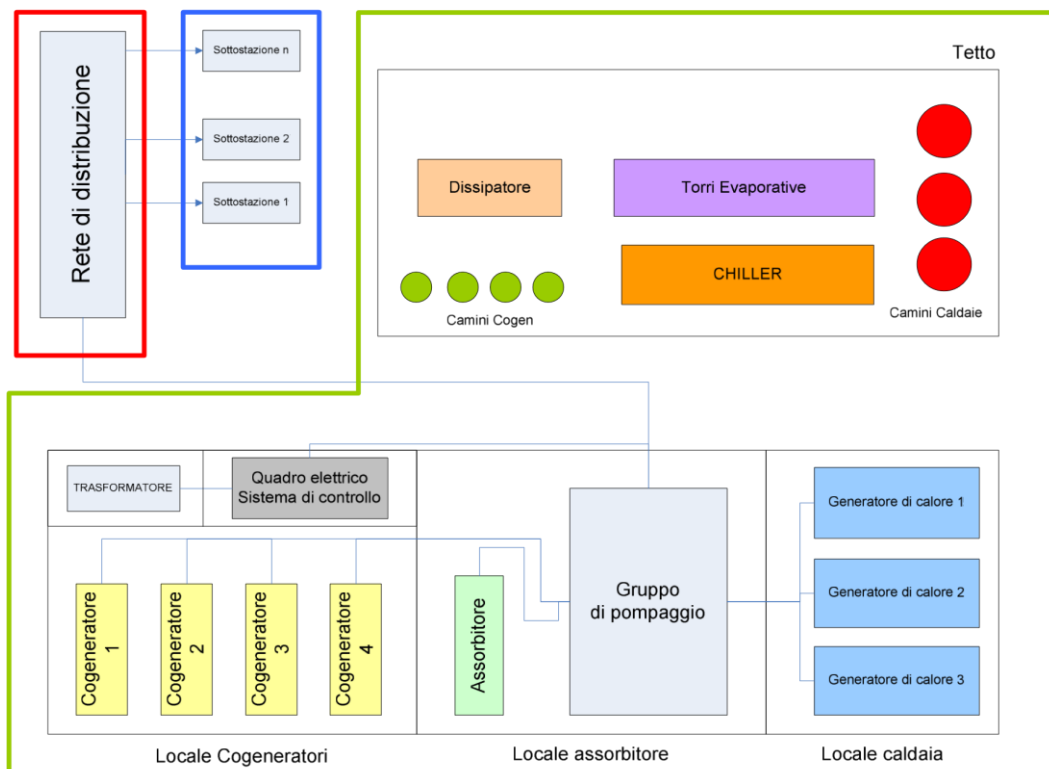 Rete di distribuzione
Sottostazione n
Sottostazione 2
Sottostazione 1
Tetto
Dissipatore
Torri Evaporative
CHILLER
Camini Cogen
Camini Caldaie
TRASFORMATORE
Quadro elettrico
Sistema di controllo
Cogeneratore
1
Cogeneratore
2
Cogeneratore
3
Cogeneratore
4
Assorbitore
Gruppo
di pompaggio
Generatore di calore 1
Generatore di calore 2
Generatore di calore 3
Locale Cogeneratori
Locale assorbitore
Locale caldaia